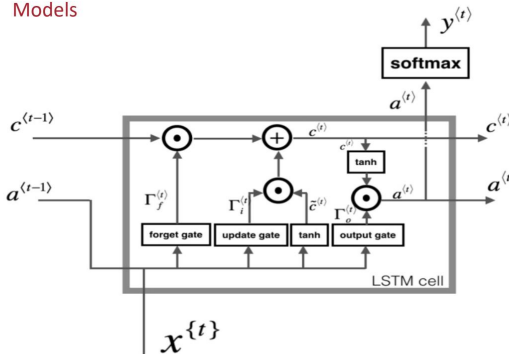 Models
y⟨t⟩
softmax
a⟨t⟩
c⟨t−1⟩
c⟨t⟩
c⟨t⟩
c⟨t⟩
tanh
a⟨t−1⟩
Γf⟨t⟩
Γi⟨t⟩
c̃⟨t⟩
Γo⟨t⟩
a⟨t⟩
a⟨t⟩
forget gate
update gate
tanh
output gate
LSTM cell
x{t}